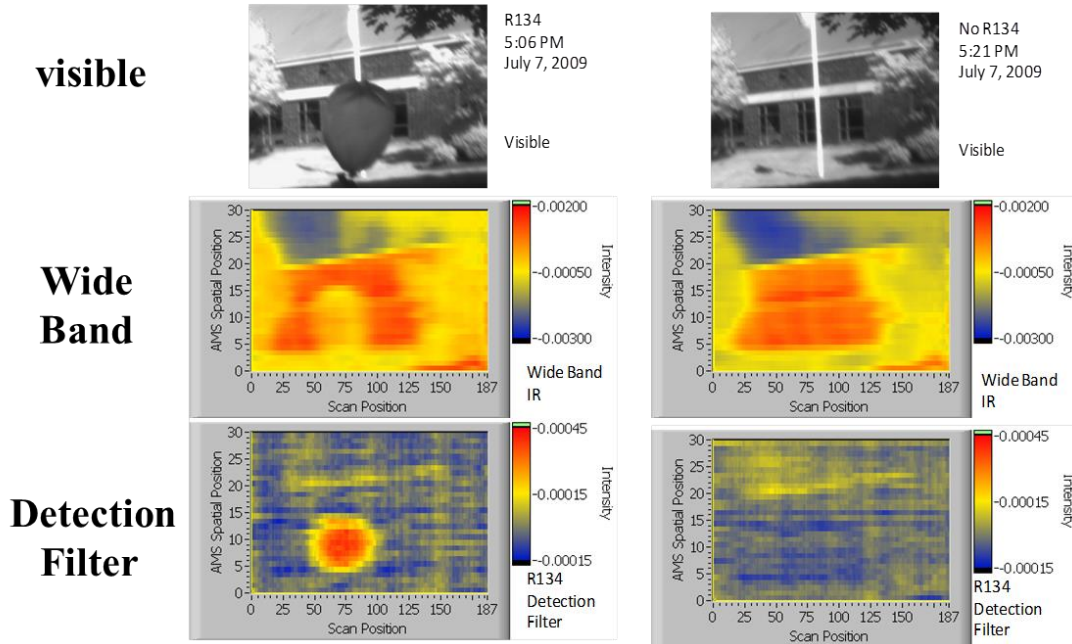 visible
R134
5:06 PM
July 7, 2009
Visible
No R134
5:21 PM
July 7, 2009
Visible
Wide
Band
AMS Spatial Position
30
25
20
15
10
5
0
0 25 50 75 100 125 150 187
Scan Position
-0.00200
-0.00050
-0.00300
Intensity
Wide Band
IR
AMS Spatial Position
30
25
20
15
10
5
0
0 25 50 75 100 125 150 187
Scan Position
-0.00200
-0.00050
-0.00300
Intensity
Wide Band
IR
Detection
Filter
AMS Spatial Position
30
25
20
15
10
5
0
0 25 50 75 100 125 150 187
Scan Position
-0.00045
-0.00015
-0.00015
Intensity
R134
Detection
Filter
AMS Spatial Position
30
25
20
15
10
5
0
0 25 50 75 100 125 150 187
Scan Position
-0.00045
-0.00015
-0.00015
Intensity
R134
Detection
Filter